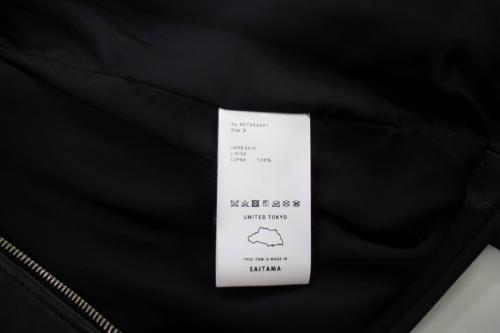 Size 0
LAMB SKIN
LINING
CUPRA 100%
UNITED TOKYO
THIS ITEM IS MADE IN
SAITAMA